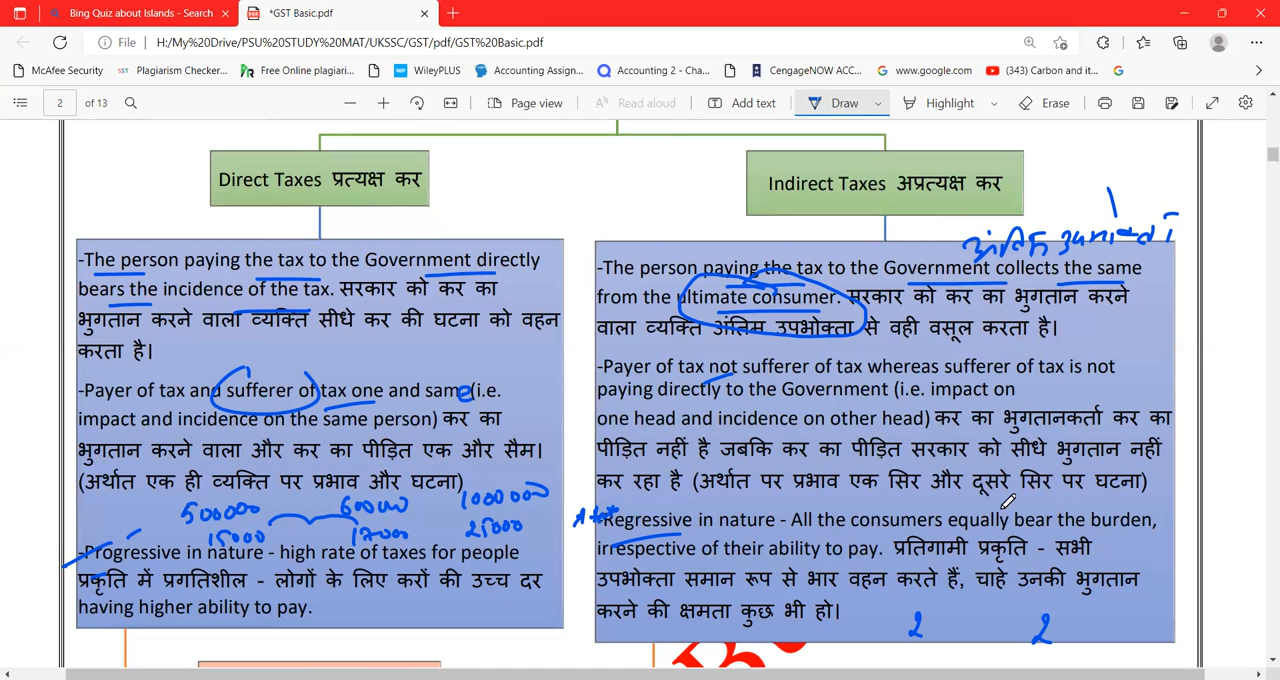 Bing Quiz about Islands - Search
*GST Basic.pdf
File H:/My%20Drive/PSU%20STUDY%20MAT/UKSSC/GST/pdf/GST%20Basic.pdf
McAfee Security SST Plagiarism Checker... Free Online plagiari... WP WileyPLUS Accounting Assign... Accounting 2 - Cha... CengageNOW ACC... www.google.com (343) Carbon and it...
2 of 13 Page view Read aloud Add text Draw Highlight Erase
Direct Taxes प्रत्यक्ष कर
-The person paying the tax to the Government directly
bears the incidence of the tax. सरकार को कर का
भुगतान करने वाला व्यक्ति सीधे कर की घटना को वहन
करता है।
-Payer of tax and sufferer of tax one and same (i.e.
impact and incidence on the same person) कर का
भुगतान करने वाला और कर का पीड़ित एक और सैम।
(अर्थात एक ही व्यक्ति पर प्रभाव और घटना)
500000 600000 1000000
15000 17000 25000
-Progressive in nature - high rate of taxes for people
प्रकृति में प्रगतिशील - लोगों के लिए करों की उच्च दर
having higher ability to pay.
Indirect Taxes अप्रत्यक्ष कर
-The person paying the tax to the Government collects the same
from the ultimate consumer. सरकार को कर का भुगतान करने
वाला व्यक्ति अंतिम उपभोक्ता से वही वसूल करता है।
-Payer of tax not sufferer of tax whereas sufferer of tax is not
paying directly to the Government (i.e. impact on
one head and incidence on other head) कर का भुगतानकर्ता कर का
पीड़ित नहीं है जबकि कर का पीड़ित सरकार को सीधे भुगतान नहीं
कर रहा है (अर्थात पर प्रभाव एक सिर और दूसरे सिर पर घटना)
-Regressive in nature - All the consumers equally bear the burden,
irrespective of their ability to pay. प्रतिगामी प्रकृति - सभी
उपभोक्ता समान रूप से भार वहन करते हैं, चाहे उनकी भुगतान
करने की क्षमता कुछ भी हो।
2 2